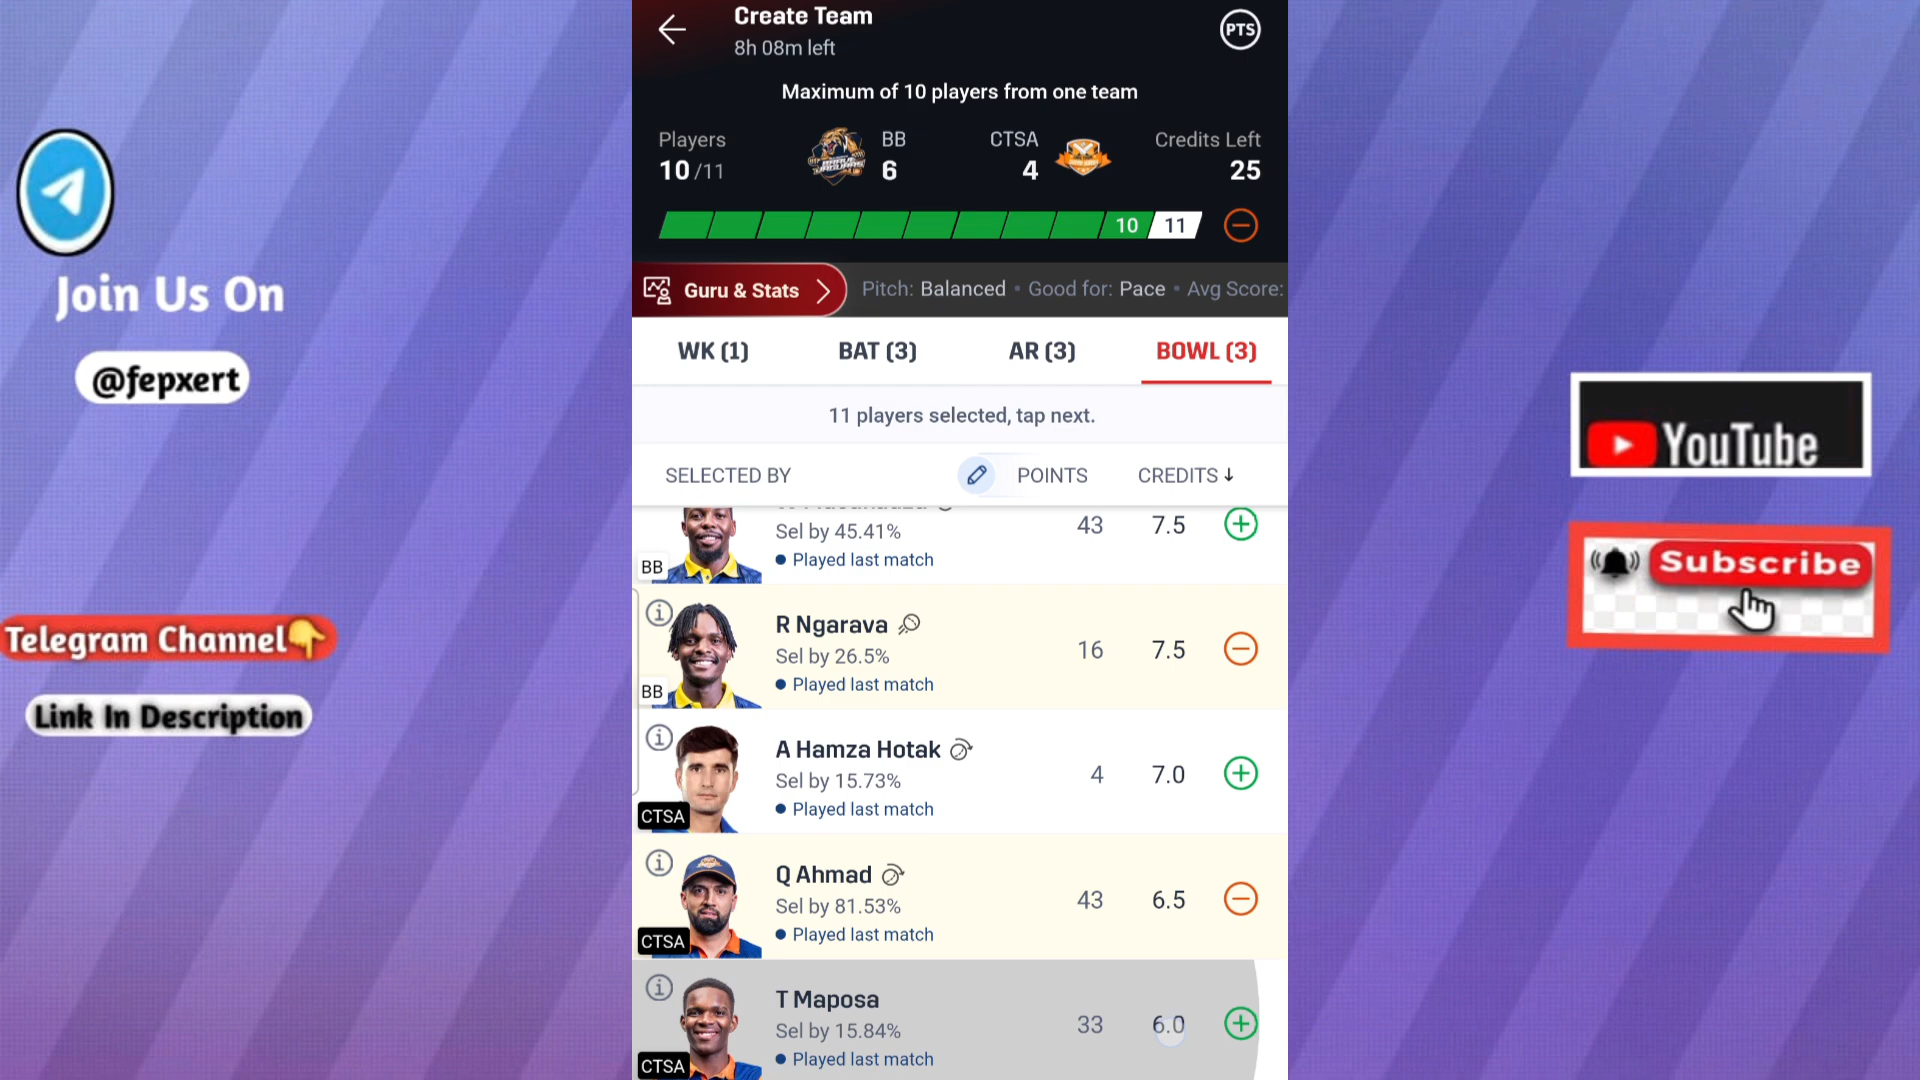 Join Us On
@fepxert
Telegram Channel
Link In Description
Create Team
8h 08m left
PTS
Maximum of 10 players from one team
Players
10/11
BB
6
CTSA
4
Credits Left
25
10
11
Guru & Stats
Pitch: Balanced • Good for: Pace • Avg Score:
WK (1)
BAT (3)
AR (3)
BOWL (3)
11 players selected, tap next.
SELECTED BY
POINTS
CREDITS
Sel by 45.41%
Played last match
BB
43
7.5
R Ngarava
Sel by 26.5%
Played last match
BB
16
7.5
A Hamza Hotak
Sel by 15.73%
Played last match
CTSA
4
7.0
Q Ahmad
Sel by 81.53%
Played last match
CTSA
43
6.5
T Maposa
Sel by 15.84%
Played last match
CTSA
33
6.0
YouTube
Subscribe